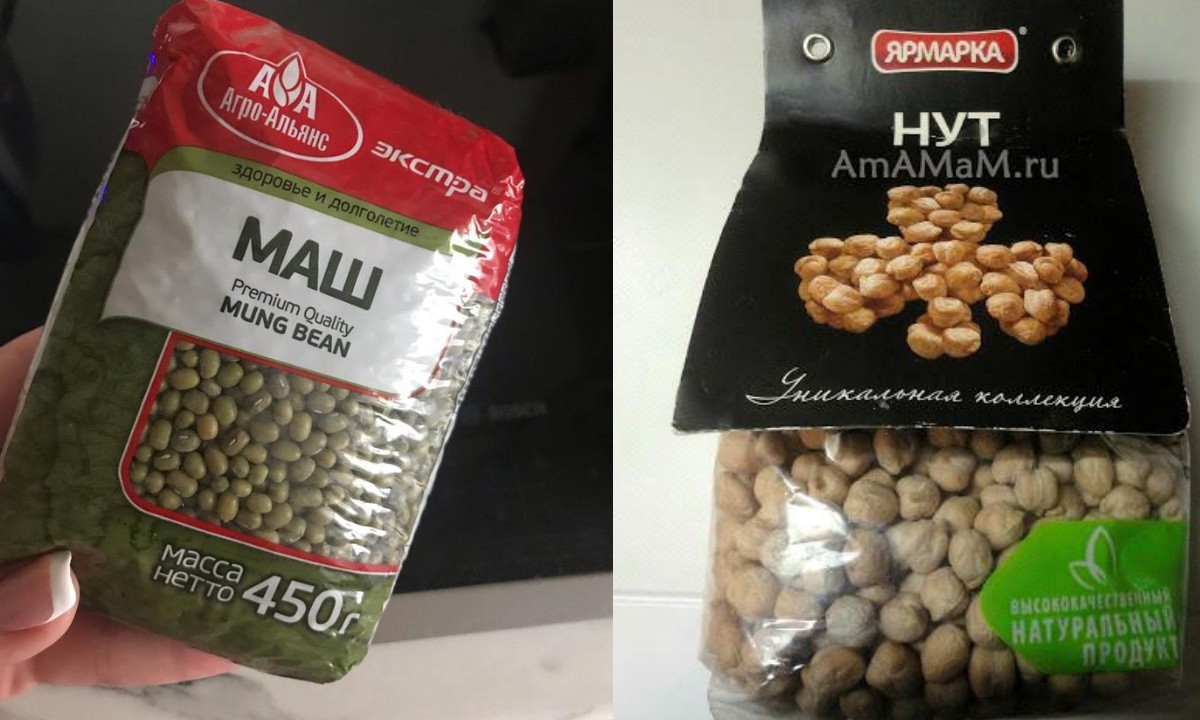 АА
Агро-Альянс
экстра
здоровье и долголетие
МАШ
Premium Quality
MUNG BEAN
масса
нетто 450г
ЯРМАРКА®
НУТ
AmAMaM.ru
Уникальная коллекция
ВЫСОКОКАЧЕСТВЕННЫЙ
НАТУРАЛЬНЫЙ
ПРОДУКТ